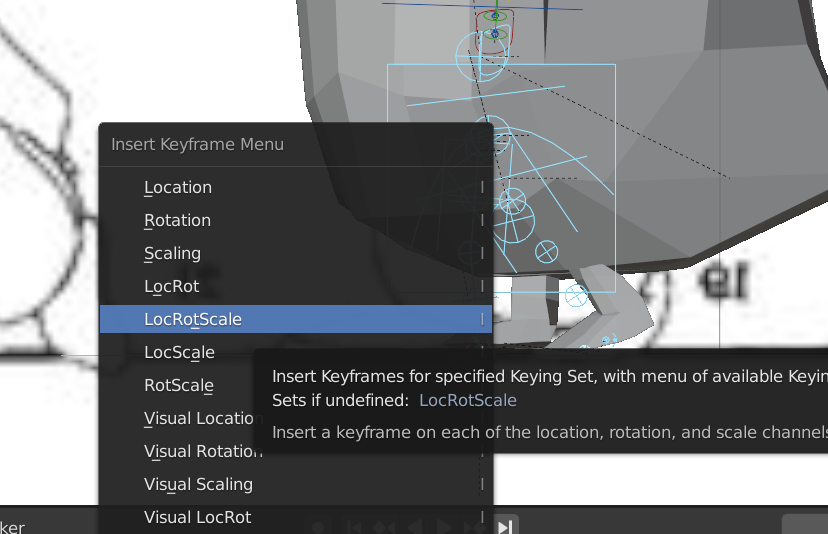 Insert Keyframe Menu
Location
Rotation
Scaling
LocRot
LocRotScale
LocScale
RotScale
Visual Location
Visual Rotation
Visual Scaling
Visual LocRot
Insert Keyframes for specified Keying Set, with menu of available Keyin
Sets if undefined: LocRotScale
Insert a keyframe on each of the location, rotation, and scale channels
ker